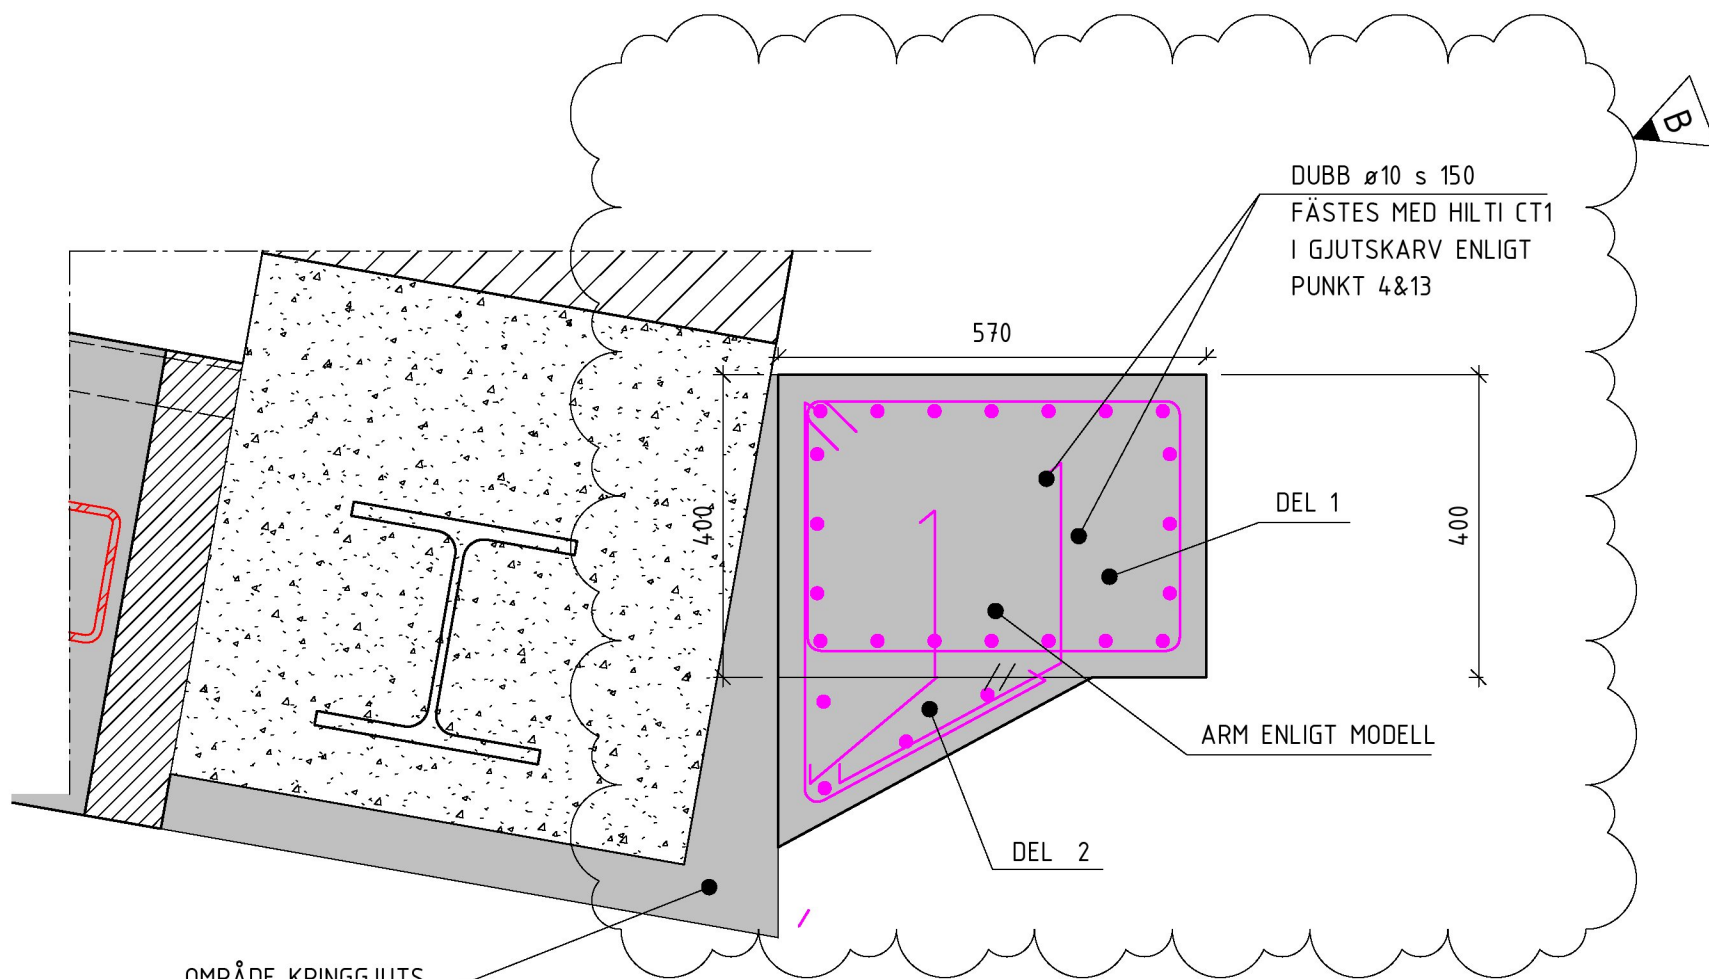 B
DUBB ø10 s 150
FÄSTES MED HILTI CT1
I GJUTSKARV ENLIGT
PUNKT 4&13
570
DEL 1
400
400
ARM ENLIGT MODELL
DEL 2
OMRÅDE KRINGGJUTS